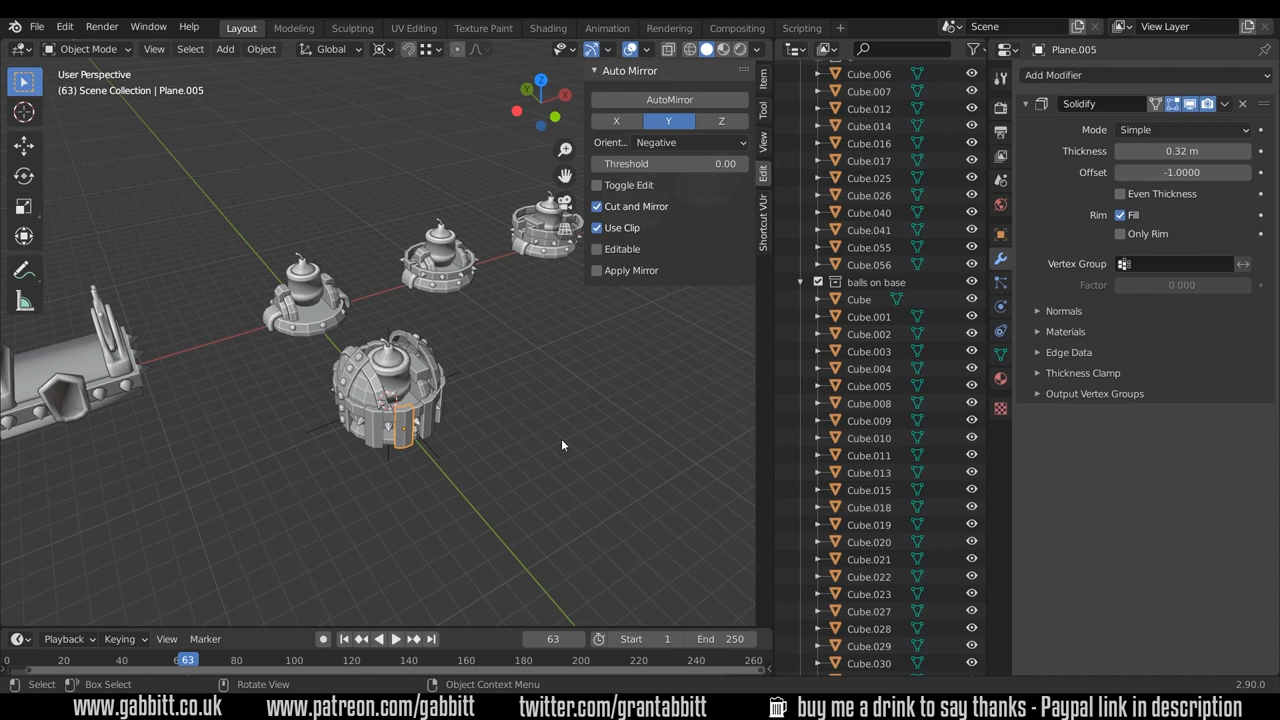 File Edit Render Window Help Layout Modeling Sculpting UV Editing Texture Paint Shading Animation Rendering Compositing Scripting + Scene View Layer
Object Mode View Select Add Object Global Plane.005
User Perspective
(63) Scene Collection | Plane.005
Auto Mirror
AutoMirror
X Y Z
Orient... Negative
Threshold 0.00
Toggle Edit
Cut and Mirror
Use Clip
Editable
Apply Mirror
Item
Tool
View
Edit
Shortcut VUr
X
Y
Z
Cube.006
Cube.007
Cube.012
Cube.014
Cube.016
Cube.017
Cube.025
Cube.026
Cube.040
Cube.041
Cube.055
Cube.056
balls on base
Cube
Cube.001
Cube.002
Cube.003
Cube.004
Cube.005
Cube.008
Cube.009
Cube.010
Cube.011
Cube.013
Cube.015
Cube.018
Cube.019
Cube.020
Cube.021
Cube.022
Cube.023
Cube.027
Cube.028
Cube.029
Cube.030
Add Modifier
Solidify
Mode Simple
Thickness 0.32 m
Offset -1.0000
Even Thickness
Rim Fill
Only Rim
Vertex Group
Factor 0.000
Normals
Materials
Edge Data
Thickness Clamp
Output Vertex Groups
Playback Keying View Marker 63 Start 1 End 250
0 20 40 63 80 100 120 140 160 180 200 220 240 260
Select Box Select Rotate View Object Context Menu 2.90.0
www.gabbitt.co.uk www.patreon.com/gabbitt twitter.com/grantabbitt buy me a drink to say thanks - Paypal link in description